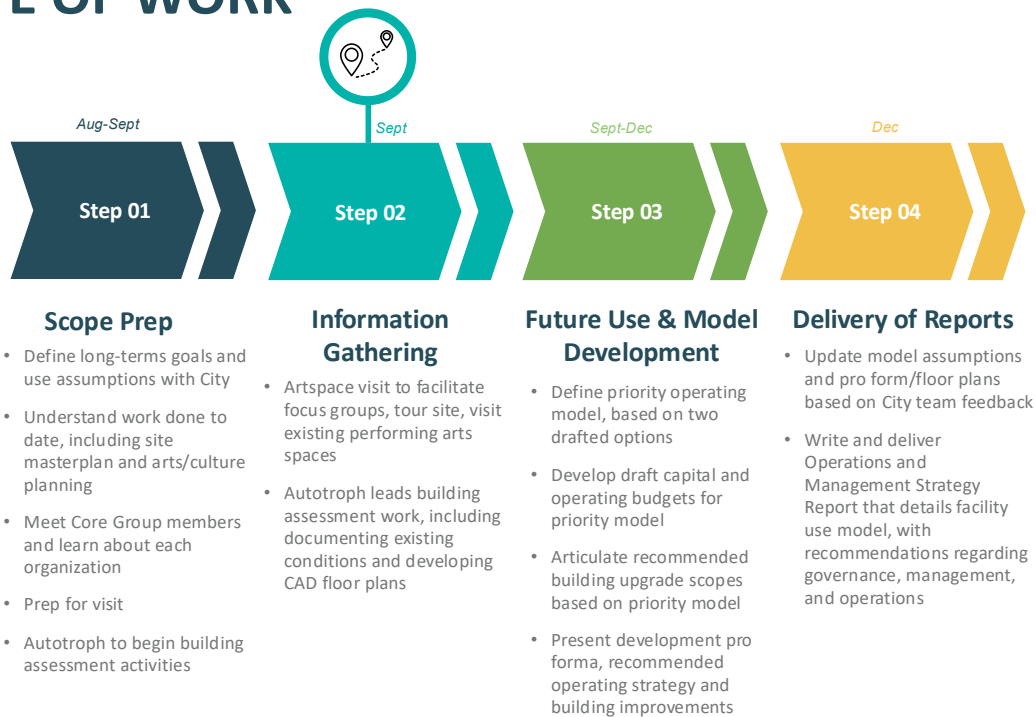 E OF WORK
Aug-Sept
Step 01
Scope Prep
• Define long-terms goals and
use assumptions with City
• Understand work done to
date, including site
masterplan and arts/culture
planning
• Meet Core Group members
and learn about each
organization
• Prep for visit
• Autotroph to begin building
assessment activities
Sept
Step 02
Information
Gathering
• Artspace visit to facilitate
focus groups, tour site, visit
existing performing arts
spaces
• Autotroph leads building
assessment work, including
documenting existing
conditions and developing
CAD floor plans
Sept-Dec
Step 03
Future Use & Model
Development
• Define priority operating
model, based on two
drafted options
• Develop draft capital and
operating budgets for
priority model
• Articulate recommended
building upgrade scopes
based on priority model
• Present development pro
forma, recommended
operating strategy and
building improvements
Dec
Step 04
Delivery of Reports
• Update model assumptions
and pro form/floor plans
based on City team feedback
• Write and deliver
Operations and
Management Strategy
Report that details facility
use model, with
recommendations regarding
governance, management,
and operations